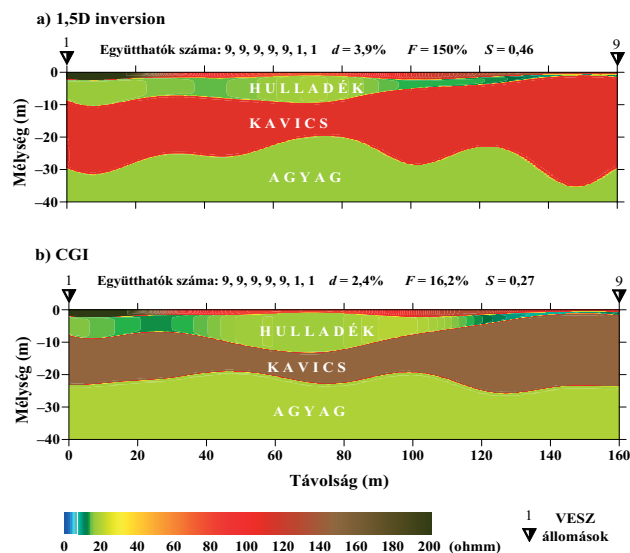 a) 1,5D inversion
1
9
Együtthatók száma: 9, 9, 9, 9, 9, 1, 1 d = 3,9% F = 150% S = 0,46
0
–10
–20
–30
–40
Mélység (m)
HULLADÉK
KAVICS
AGYAG
b) CGI
1
9
Együtthatók száma: 9, 9, 9, 9, 9, 1, 1 d = 2,4% F = 16,2% S = 0,27
0
–10
–20
–30
–40
Mélység (m)
HULLADÉK
KAVICS
AGYAG
0 20 40 60 80 100 120 140 160
Távolság (m)
0 20 40 60 80 100 120 140 160 180 200
(ohmm)
1 VESZ
állomások